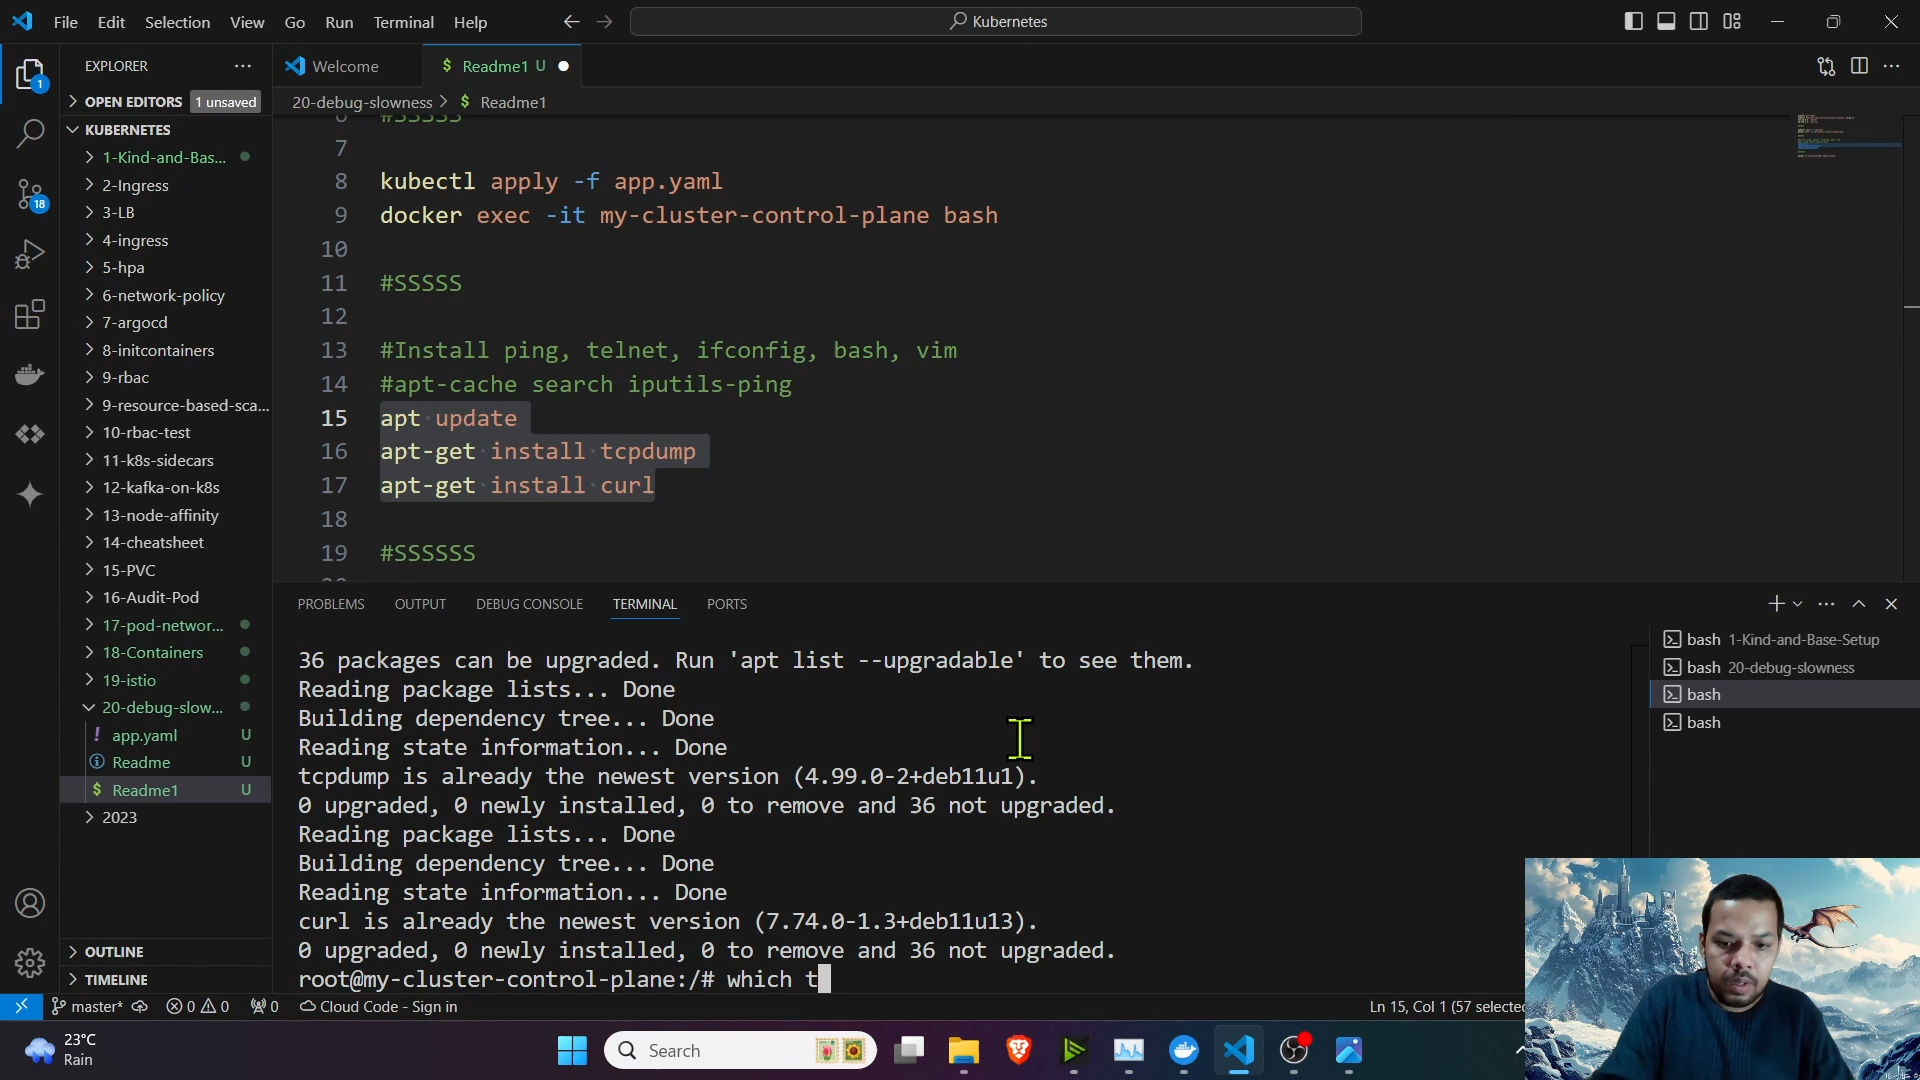 File Edit Selection View Go Run Terminal Help
Kubernetes
EXPLORER
Welcome
Readme1 U
1
OPEN EDITORS 1 unsaved
20-debug-slowness > $ Readme1
KUBERNETES
1-Kind-and-Bas...
2-Ingress
3-LB
4-ingress
5-hpa
6-network-policy
7-argocd
8-initcontainers
9-rbac
9-resource-based-sca...
10-rbac-test
11-k8s-sidecars
12-kafka-on-k8s
13-node-affinity
14-cheatsheet
15-PVC
16-Audit-Pod
17-pod-networ...
18-Containers
19-istio
20-debug-slow...
! app.yaml U
Readme U
$ Readme1 U
2023
OUTLINE
TIMELINE
18
6 #SSSSS
7
8 kubectl apply -f app.yaml
9 docker exec -it my-cluster-control-plane bash
10
11 #SSSSS
12
13 #Install ping, telnet, ifconfig, bash, vim
14 #apt-cache search iputils-ping
15 apt update
16 apt-get install tcpdump
17 apt-get install curl
18
19 #SSSSSS
PROBLEMS OUTPUT DEBUG CONSOLE TERMINAL PORTS
36 packages can be upgraded. Run 'apt list --upgradable' to see them.
Reading package lists... Done
Building dependency tree... Done
Reading state information... Done
tcpdump is already the newest version (4.99.0-2+deb11u1).
0 upgraded, 0 newly installed, 0 to remove and 36 not upgraded.
Reading package lists... Done
Building dependency tree... Done
Reading state information... Done
curl is already the newest version (7.74.0-1.3+deb11u13).
0 upgraded, 0 newly installed, 0 to remove and 36 not upgraded.
root@my-cluster-control-plane:/# which t
bash 1-Kind-and-Base-Setup
bash 20-debug-slowness
bash
bash
master* 0 0 0 Cloud Code - Sign in
Ln 15, Col 1 (57 selected
23°C
Rain
Search